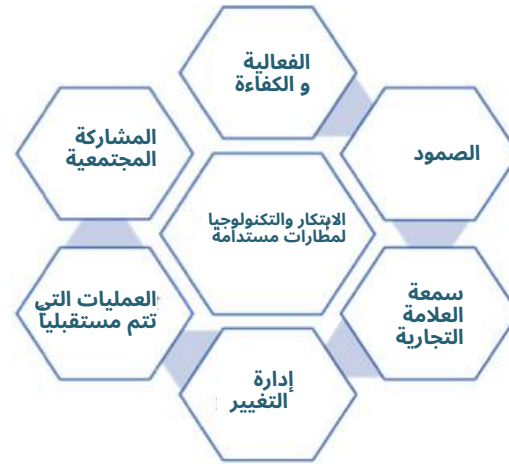 الفعالية
و الكفاءة
الصمود
سمعة
العلامة
التجارية
إدارة
التغيير
العمليات التي
تتم مستقبلياً
المشاركة
المجتمعية
الابتكار والتكنولوجيا
لمطارات مستدامة